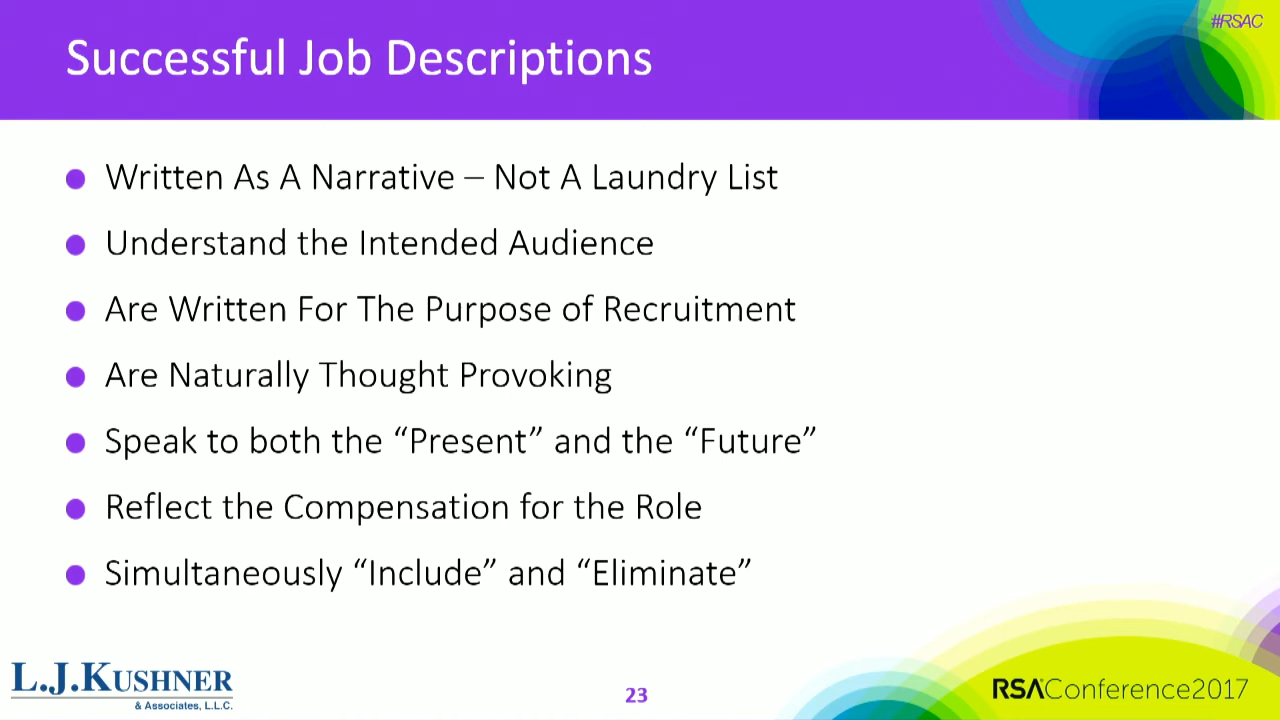 #RSAC
Successful Job Descriptions
Written As A Narrative – Not A Laundry List
Understand the Intended Audience
Are Written For The Purpose of Recruitment
Are Naturally Thought Provoking
Speak to both the “Present” and the “Future”
Reflect the Compensation for the Role
Simultaneously “Include” and “Eliminate”
L.J.KUSHNER
& Associates, L.L.C.
23
RSAConference2017